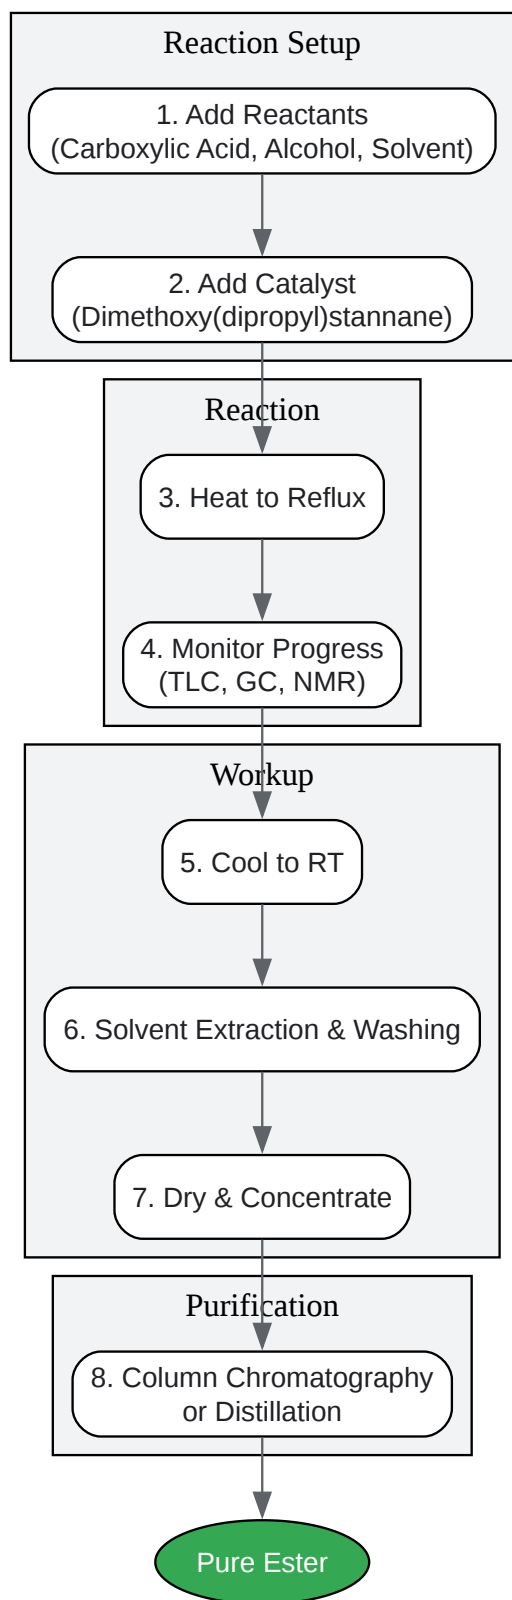 Reaction Setup
1. Add Reactants
(Carboxylic Acid, Alcohol, Solvent)
2. Add Catalyst
(Dimethoxy(dipropyl)stannane)
Reaction
3. Heat to Reflux
4. Monitor Progress
(TLC, GC, NMR)
Workup
5. Cool to RT
6. Solvent Extraction & Washing
7. Dry & Concentrate
Purification
8. Column Chromatography
or Distillation
Pure Ester